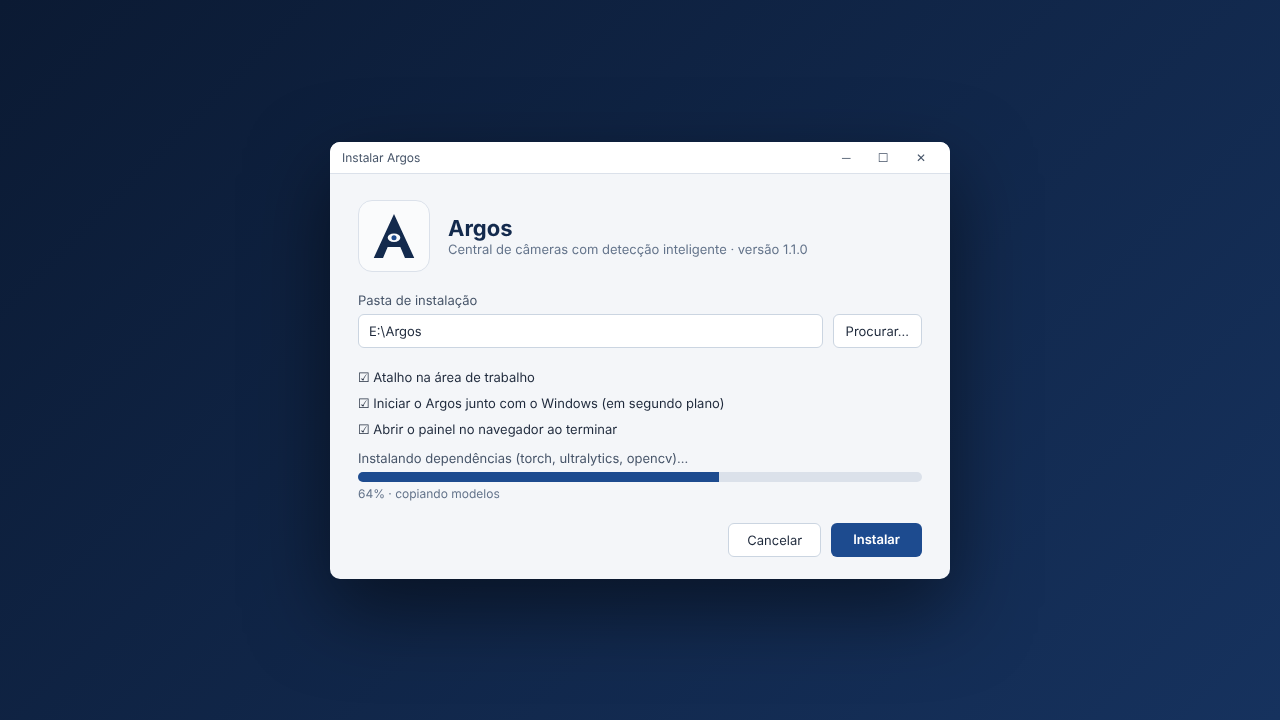 Instalar Argos
Argos
Central de câmeras com detecção inteligente · versão 1.1.0
Pasta de instalação
E:\Argos
Procurar...
☑ Atalho na área de trabalho
☑ Iniciar o Argos junto com o Windows (em segundo plano)
☑ Abrir o painel no navegador ao terminar
Instalando dependências (torch, ultralytics, opencv)...
64% · copiando modelos
Cancelar
Instalar